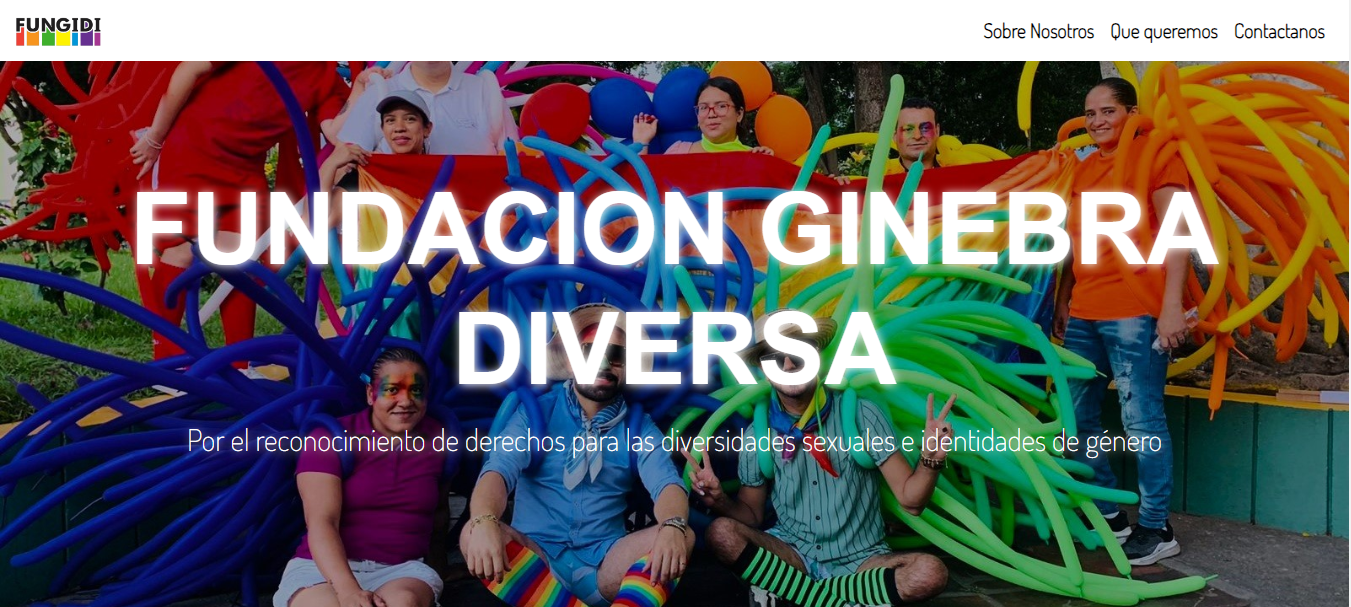 FUNGIDI
Sobre Nosotros Que queremos Contactanos
FUNDACION GINEBRA
DIVERSA
Por el reconocimiento de derechos para las diversidades sexuales e identidades de género